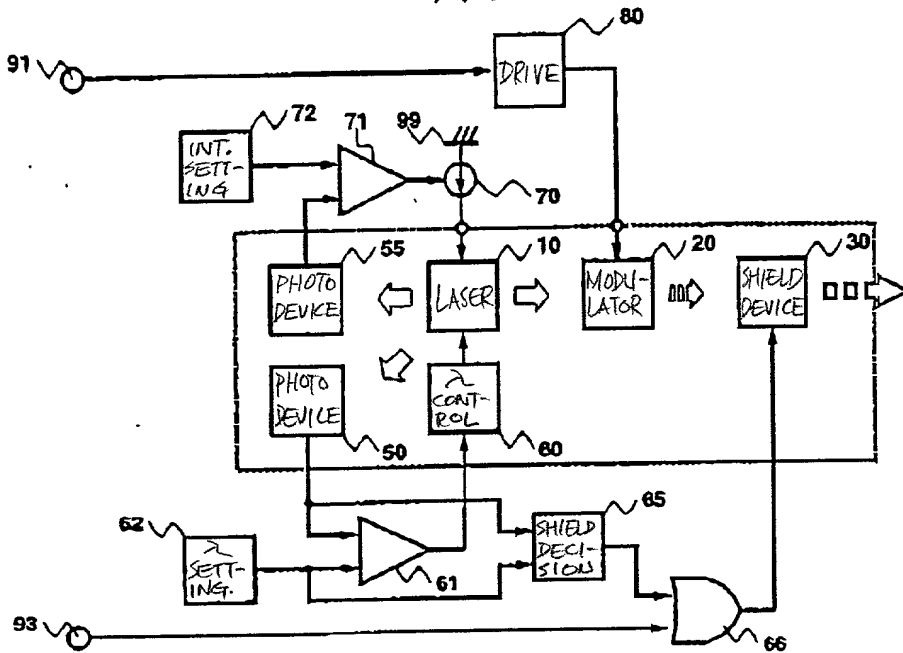 80
91
DRIVE
72
71
99
INT.
SETT-
ING
70
55
10
20
30
PHOTO
DEVICE
LASER
MODU-
LATOR
SHIELD
DEVICE
PHOTO
DEVICE
λ
CONT-
ROL
50
60
62
65
λ
SETT-
ING.
SHIELD
DECI-
SION
61
93
66